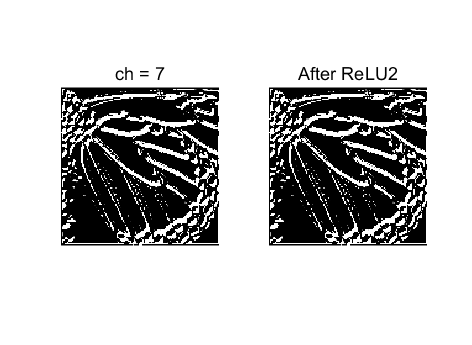 ch = 7
After ReLU2